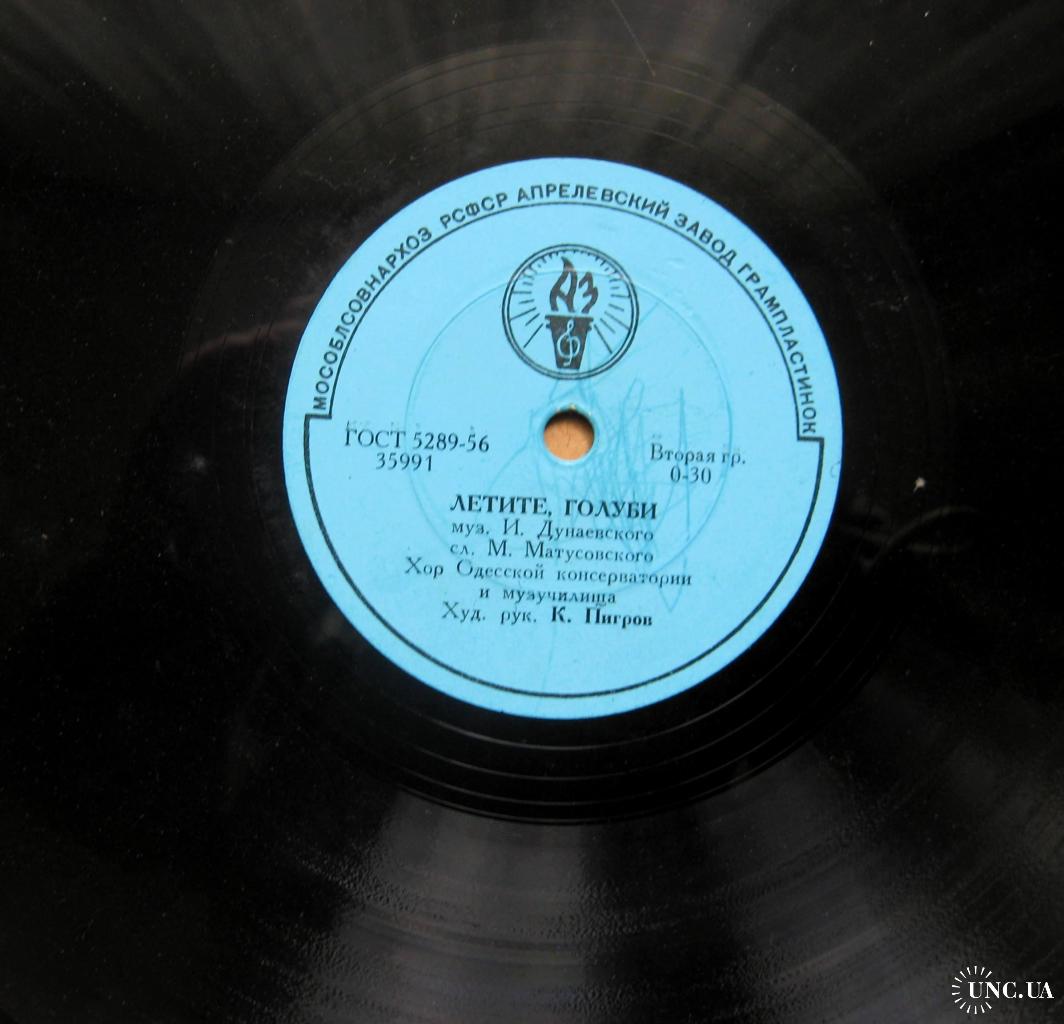 МОСОБЛСОВНАРХОЗ РСФСР АПРЕЛЕВСКИЙ ЗАВОД ГРАМПЛАСТИНОК
АЗ
ГОСТ 5289-56
35991
Вторая гр.
0-30
ЛЕТИТЕ, ГОЛУБИ
муз. И. Дунаевского
сл. М. Матусовского
Хор Одесской консерватории
и музучилища
Худ. рук. К. Пигров
UNC.UA